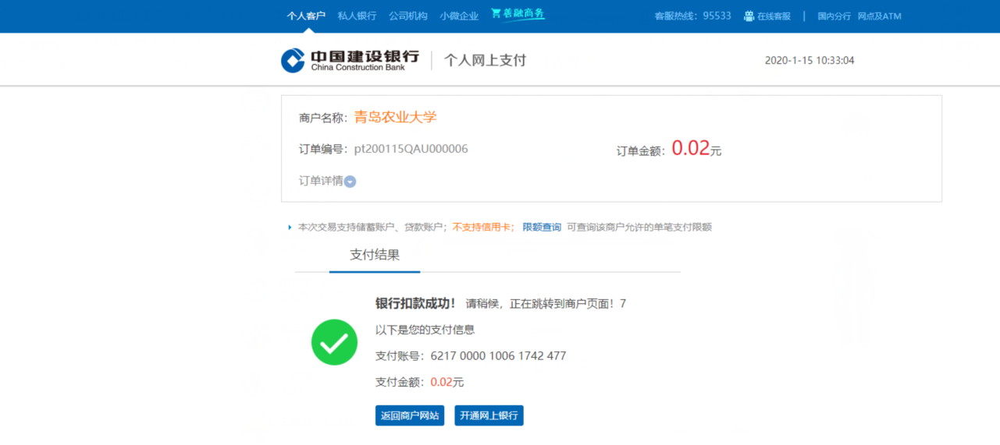 个人客户 私人银行 公司机构 小微企业 善融商务 客服热线：95533 在线客服 | 国内分行 网点及ATM
中国建设银行 个人网上支付 2020-1-15 10:33:04
China Construction Bank
商户名称：青岛农业大学
订单编号：pt200115QAU000006 订单金额：0.02元
订单详情
本次交易支持储蓄账户、贷款账户；不支持信用卡； 限额查询 可查询该商户允许的单笔支付限额
支付结果
银行扣款成功！ 请稍候，正在跳转到商户页面！7
以下是您的支付信息
支付账号：6217 0000 1006 1742 477
支付金额：0.02元
返回商户网站 开通网上银行